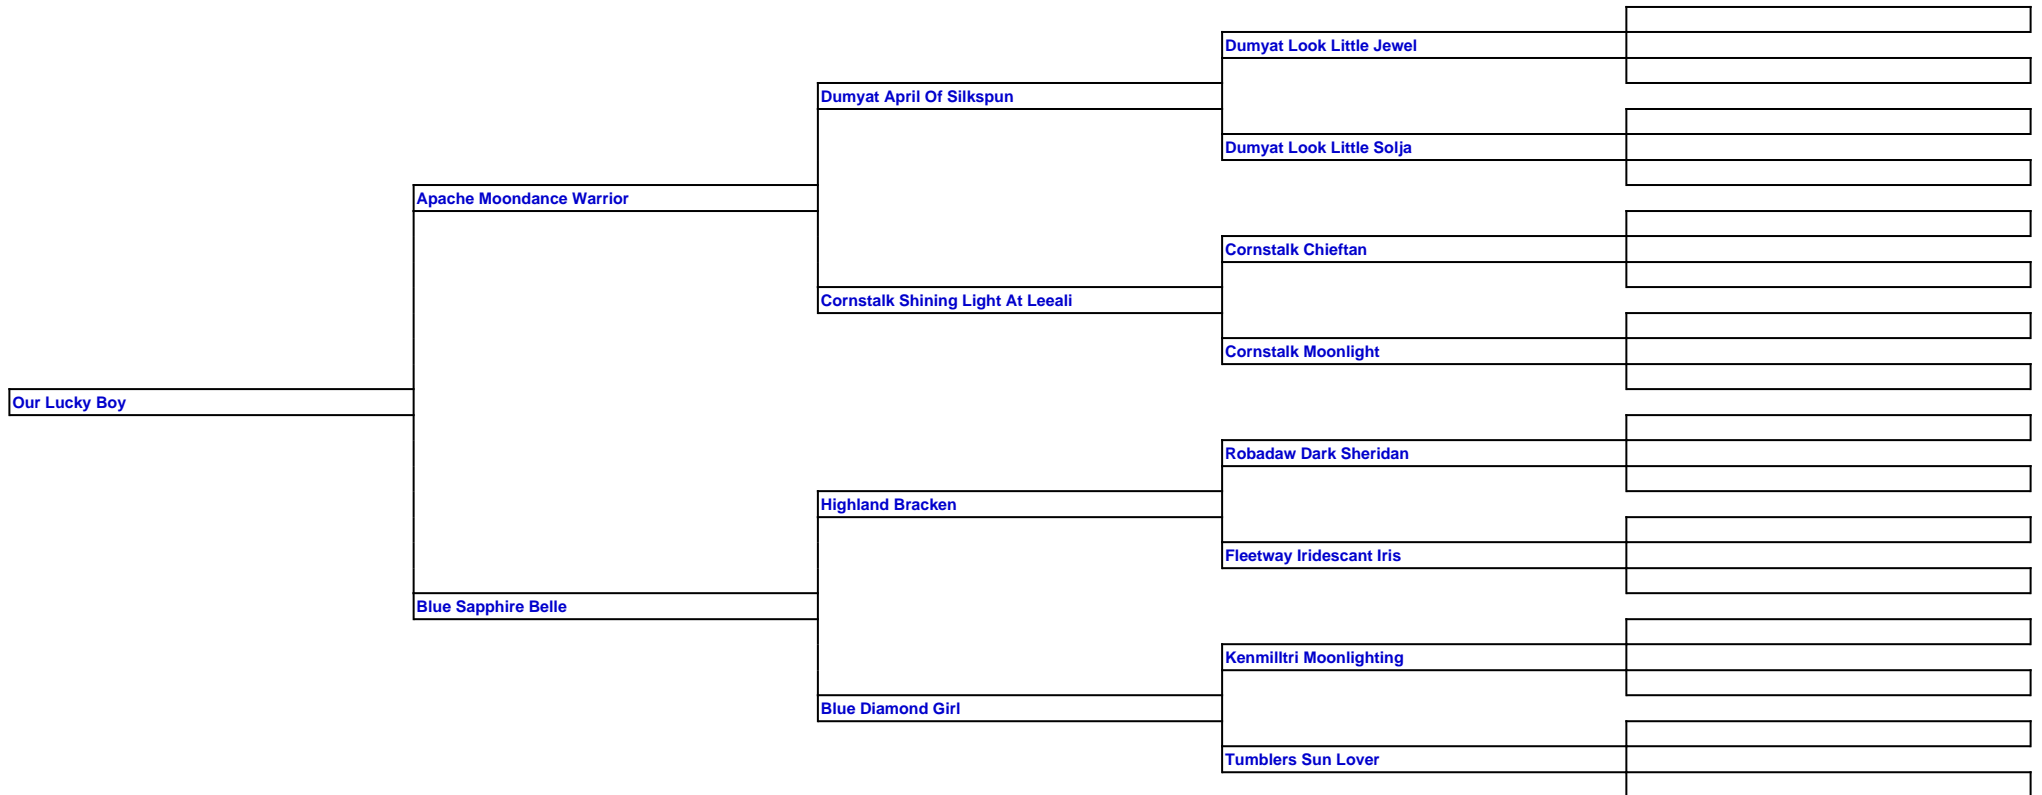 Dumyat Look Little Jewel
Dumyat April Of Silkspun
Dumyat Look Little Solja
Apache Moondance Warrior
Cornstalk Chieftan
Cornstalk Shining Light At Leeali
Cornstalk Moonlight
Our Lucky Boy
Robadaw Dark Sheridan
Highland Bracken
Fleetway Iridescant Iris
Blue Sapphire Belle
Kenmilltri Moonlighting
Blue Diamond Girl
Tumblers Sun Lover